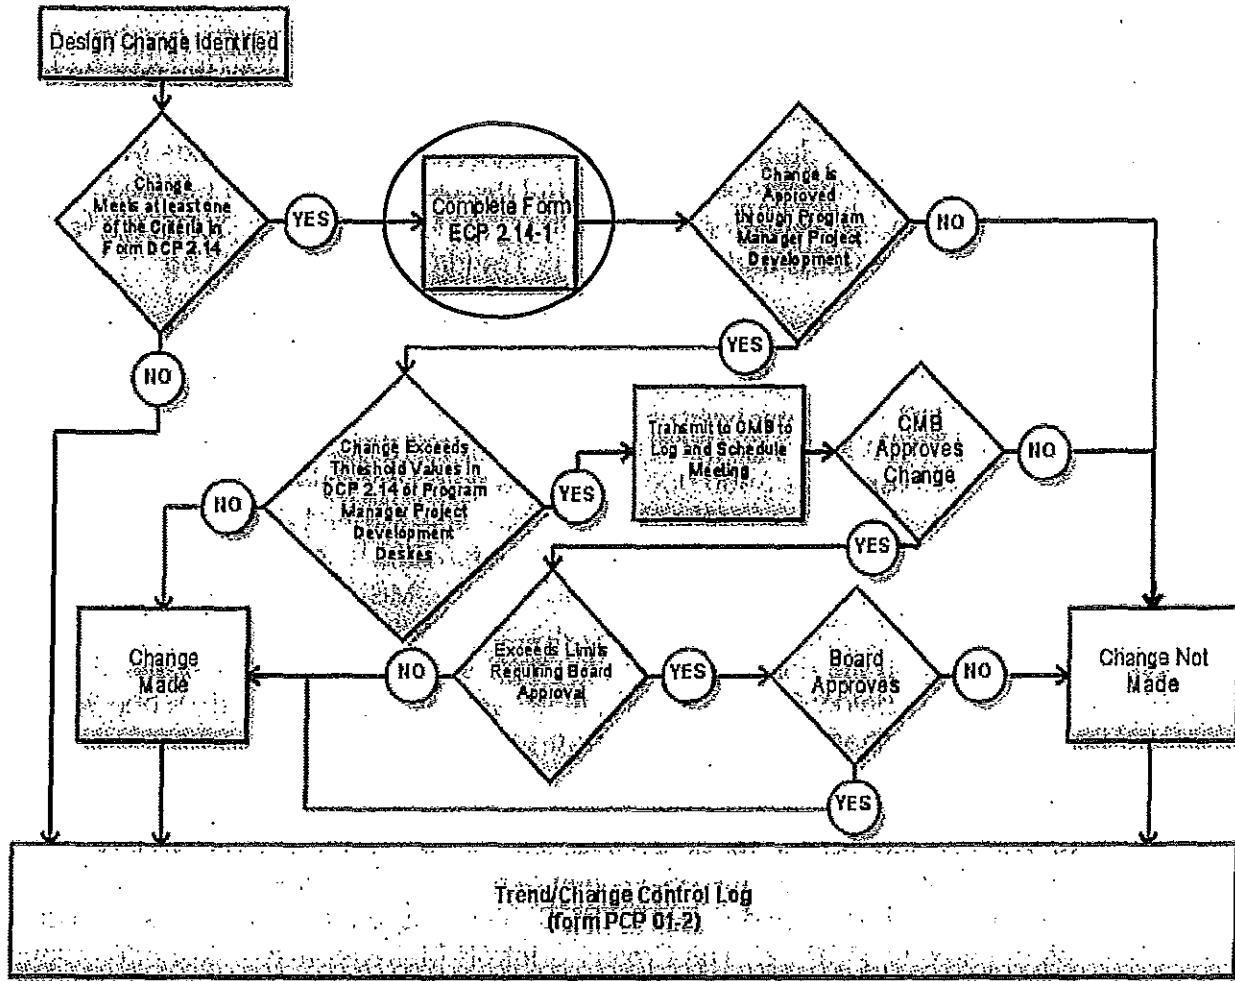 Design Change Identified
Change
Meets at least one
of the Criteria in
Form DCP 2.14
YES
Complete Form
ECP 2.14-1
Change is
Approved
through Program
Manager Project
Development
NO
NO
YES
Change Exceeds
Threshold Values in
DCP 2.14 or Program
Manager Project
Development
Desires
NO
YES
Transmit to CMB to
Log and Schedule
Meeting
CMB
Approves
Change
NO
YES
Change
Made
NO
Exceeds Limits
Requiring Board
Approval
YES
Board
Approves
NO
Change Not
Made
YES
Trend/Change Control Log
(form PCP 01-2)